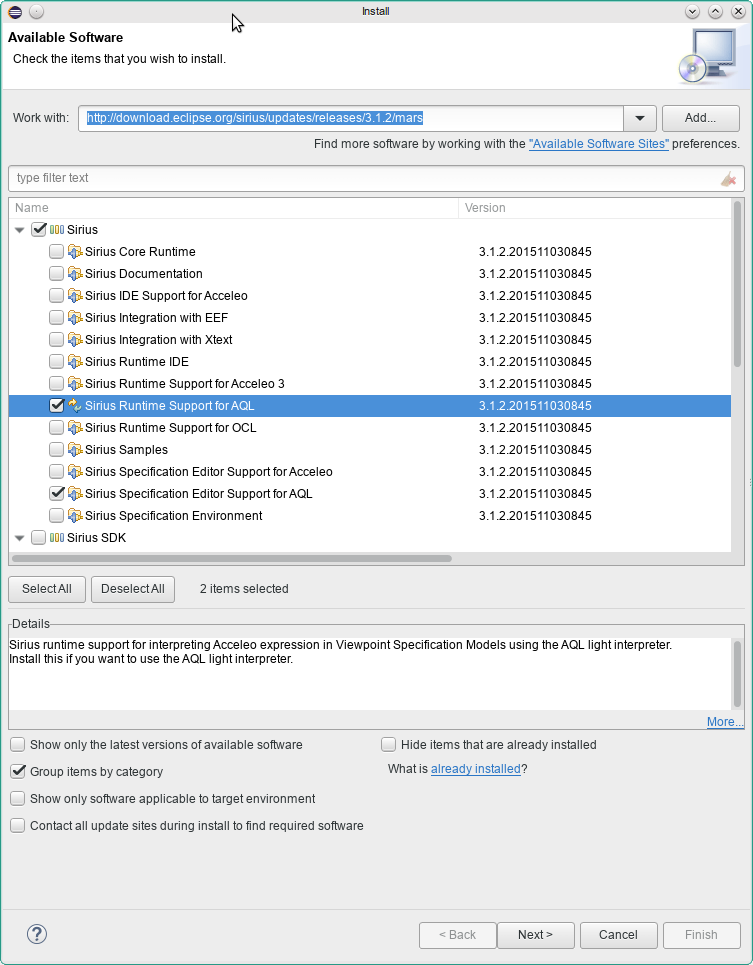 Install
Available Software
Check the items that you wish to install.
Work with: http://download.eclipse.org/sirius/updates/releases/3.1.2/mars Add...
Find more software by working with the "Available Software Sites" preferences.
type filter text
Name Version
Sirius
Sirius Core Runtime 3.1.2.201511030845
Sirius Documentation 3.1.2.201511030845
Sirius IDE Support for Acceleo 3.1.2.201511030845
Sirius Integration with EEF 3.1.2.201511030845
Sirius Integration with Xtext 3.1.2.201511030845
Sirius Runtime IDE 3.1.2.201511030845
Sirius Runtime Support for Acceleo 3 3.1.2.201511030845
Sirius Runtime Support for AQL 3.1.2.201511030845
Sirius Runtime Support for OCL 3.1.2.201511030845
Sirius Samples 3.1.2.201511030845
Sirius Specification Editor Support for Acceleo 3.1.2.201511030845
Sirius Specification Editor Support for AQL 3.1.2.201511030845
Sirius Specification Environment 3.1.2.201511030845
Sirius SDK
Select All Deselect All 2 items selected
Details
Sirius runtime support for interpreting Acceleo expression in Viewpoint Specification Models using the AQL light interpreter.
Install this if you want to use the AQL light interpreter.
More...
Show only the latest versions of available software Hide items that are already installed
Group items by category What is already installed?
Show only software applicable to target environment
Contact all update sites during install to find required software
? < Back Next > Cancel Finish